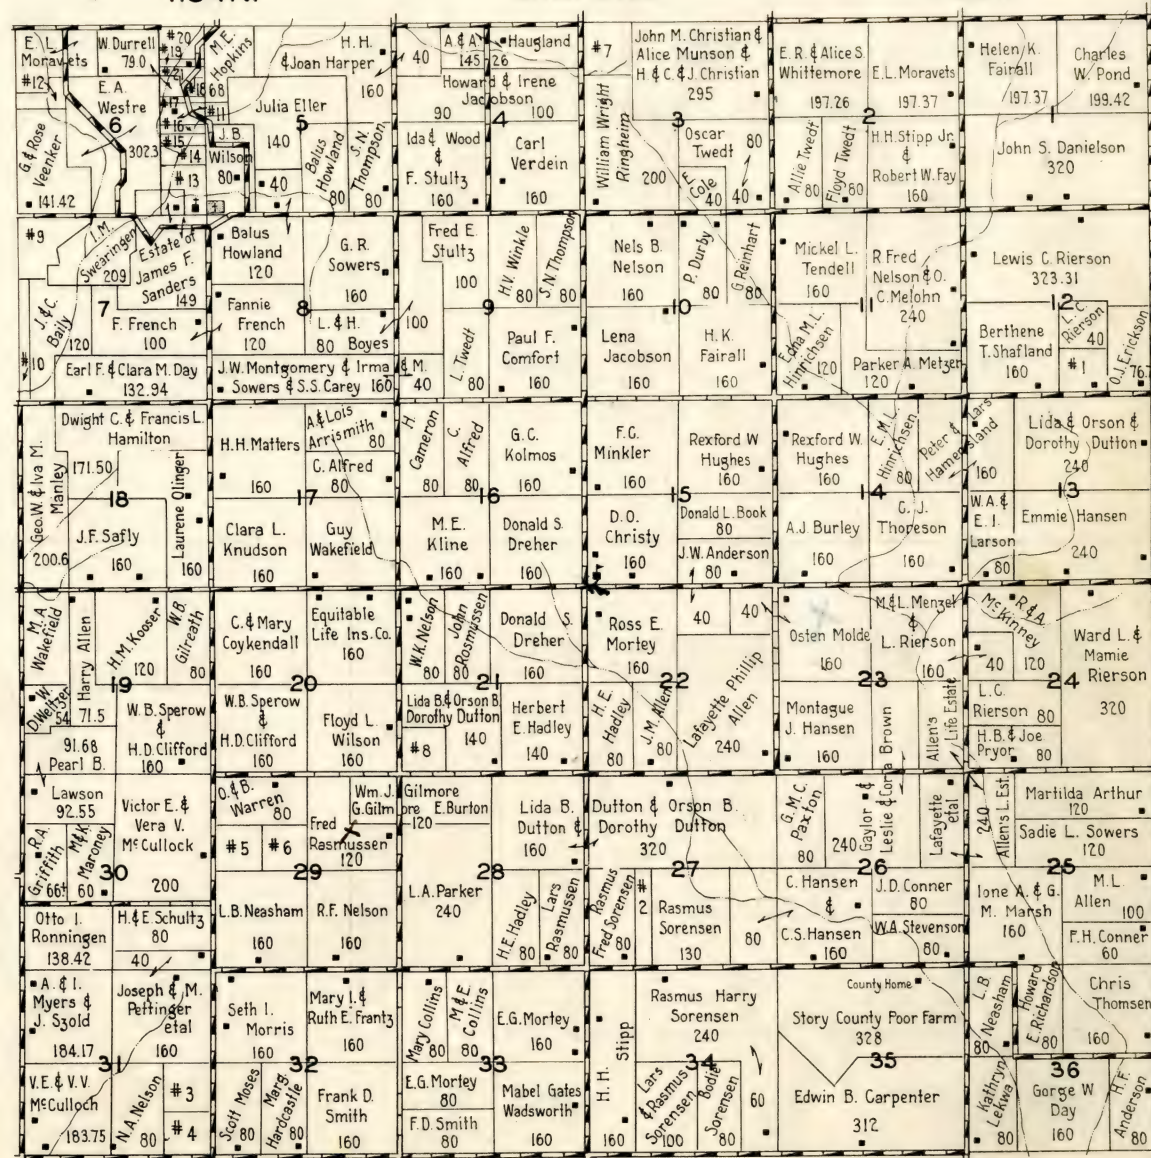 E. L.
Moravets
#12
W. Durrell
79.0
#20
#19
#21
M. E.
Hopkins
#18 68
#17
#11
#16
#15
#14
#13
E. A.
Westre
6
302.3
G. & Rose
Veenker
141.42
H. H.
& Joan Harper
160
Julia Eller
5
140
J. B.
Wilson
80
40
Balus
Howland
80
S. N.
Thompson
80
40
A. & A.
145
Haugland
26
Howard & Irene
Jacobson
90
100
4
Ida & Wood
&
F. Stultz
160
Carl
Verdein
160
#7
John M. Christian &
Alice Munson &
H & C. & J. Christian
295
3
William Wright
Ringheim
200
Oscar
Twedt
80
E.
Cole
40
40
E. R. & Alice S.
Whittemore
197.26
E.L. Moravets
197.37
2
Allie Twedt
80
Floyd Twedt
80
H.H. Stipp Jr.
&
Robert W. Fay
160
Helen K.
Fairall
197.37
Charles
W. Pond
199.42
1
John S. Danielson
320
#9
I. M.
Swearingen
209
Estate of
James F.
Sanders
149
7
J. & C.
Baily
120
F. French
100
#10
Earl F. & Clara M. Day
132.94
Balus
Howland
120
G. R.
Sowers
160
Fannie
French
120
8
L. & H.
80 Boyes
J. W. Montgomery & Irma & M.
Sowers & S.S. Carey 160
40
Fred E.
Stultz
100
H.V. Winkle
80
S.N. Thompson
80
9
100
L. Twedt
80
Paul F.
Comfort
160
Nels B.
Nelson
160
P. Durby
80
G. Reinhart
80
10
Lena
Jacobson
160
H. K.
Fairall
160
Mickel L.
Tendell
160
R. Fred
Nelson & O.
C. Melohn
240
11
Edna M.L.
Hinrichsen
120
Parker A. Metzer
120
Lewis C. Rierson
323.31
12
Berthene
T. Shafland
160
L. C.
Rierson
40
#1
O.J. Erickson
76.7
Dwight C. & Francis L.
Hamilton
171.50
Geo. W. & Iva M.
Manley
200.6
18
J.F. Safly
160
Laurene Olinger
160
H.H. Matters
160
A. & Lois
Arrismith
80
C. Alfred
80
17
Clara L.
Knudson
160
Guy
Wakefield
160
H.
Cameron
80
C.
Alfred
80
G.C.
Kolmos
160
16
M.E.
Kline
160
Donald S.
Dreher
160
F.C.
Minkler
160
Rexford W
Hughes
160
15
D.O.
Christy
160
Donald L. Book
80
J.W. Anderson
80
Rexford W.
Hughes
160
E.M.L.
Hinrichsen
80
Peter & Lars
Hamersland
160
14
A.J. Burley
160
C. J.
Thoreson
160
Lida & Orson &
Dorothy Dutton
240
13
W. A. &
E. I.
Larson
80
Emmie Hansen
240
M. A.
Wakefield
Harry Allen
71.5
H.M. Kooser
120
W.B.
Gilreath
80
19
W.
D. Weltzer
54
W.B. Sperow
&
H.D. Clifford
160
91.68
Pearl B.
C. & Mary
Coykendall
160
Equitable
Life Ins. Co.
160
20
W.B. Sperow
&
H.D. Clifford
160
Floyd L.
Wilson
160
W.K. Nelson
80
John
Rasmussen
80
Donald S.
Dreher
160
21
Lida B. & Orson B.
Dorothy Dutton
140
#8
Herbert
E. Hadley
140
Ross E.
Mortey
160
40
40
22
H. E.
Hadley
80
J.M. Allen
80
Lafayette Phillip
Allen
240
Osten Molde
160
M. & L. Menzel
&
L. Rierson
160
23
Montague
J. Hansen
160
Allen's
Life Estate
R. & A.
McKinney
40
120
Ward L. &
Mamie
Rierson
320
24
L.C.
Rierson 80
H.B. & Joe
Pryor 80
Lawson
92.55
Victor E. &
Vera V.
McCullock
200
R.A.
Griffith
66+
M. & K.
Maroney
60
30
Otto I.
Ronningen
138.42
H. & E. Schultz
80
40
O. & B.
Warren
80
#5
#6
Fred
Rasmussen
120
Wm. J.
G. Gilm
29
L.B. Neasham
160
R.F. Nelson
160
Gilmore
ore E. Burton
120
Lida B.
Dutton &
160
28
L.A. Parker
240
H.E. Hadley
80
Lars
Rasmussen
80
Dutton & Orson B.
Dorothy Dutton
320
27
Rasmus
Fred Sorensen
80
#
2
Rasmus
Sorensen
130
80
G. M. C.
Paxton
80
240
Gaylor &
Leslie & Corra Brown
Lafayette
etal
26
C. Hansen
&
C.S. Hansen
160
J.D. Conner
80
W.A. Stevenson
80
240
Allen's L. Est.
Martilda Arthur
120
Sadie L. Sowers
120
25
Ione A. & G.
M. Marsh
160
M.L.
Allen
100
F.H. Conner
60
A. & I.
Myers &
J. Szold
184.17
Joseph & M.
Pettinger
etal
160
31
V.E. & V.V.
McCulloch
183.75
N.A. Nelson
80
#3
#4
Seth I.
Morris
160
Mary I. &
Ruth E. Frantz
160
32
Scott Moses
80
Marg.
Hardcastle
80
Frank D.
Smith
160
Mary Collins
80
M & E.
Collins
80
E.G. Mortey
160
33
E.G. Mortey
80
F.D. Smith
80
Mabel Gates
Wadsworth
160
H. H. Stipp
160
Rasmus Harry
Sorensen
240
34
Lars
& Rasmus
Sorensen
100
Bodie
Sorensen
80
60
County Home
Story County Poor Farm
328
35
Edwin B. Carpenter
312
L.B.
Neasham
80
Howard
E. Richardson
80
Chris
Thomsen
160
36
Kathryn
Lekwa
80
Gorge W
Day
160
H. F.
Anderson
80